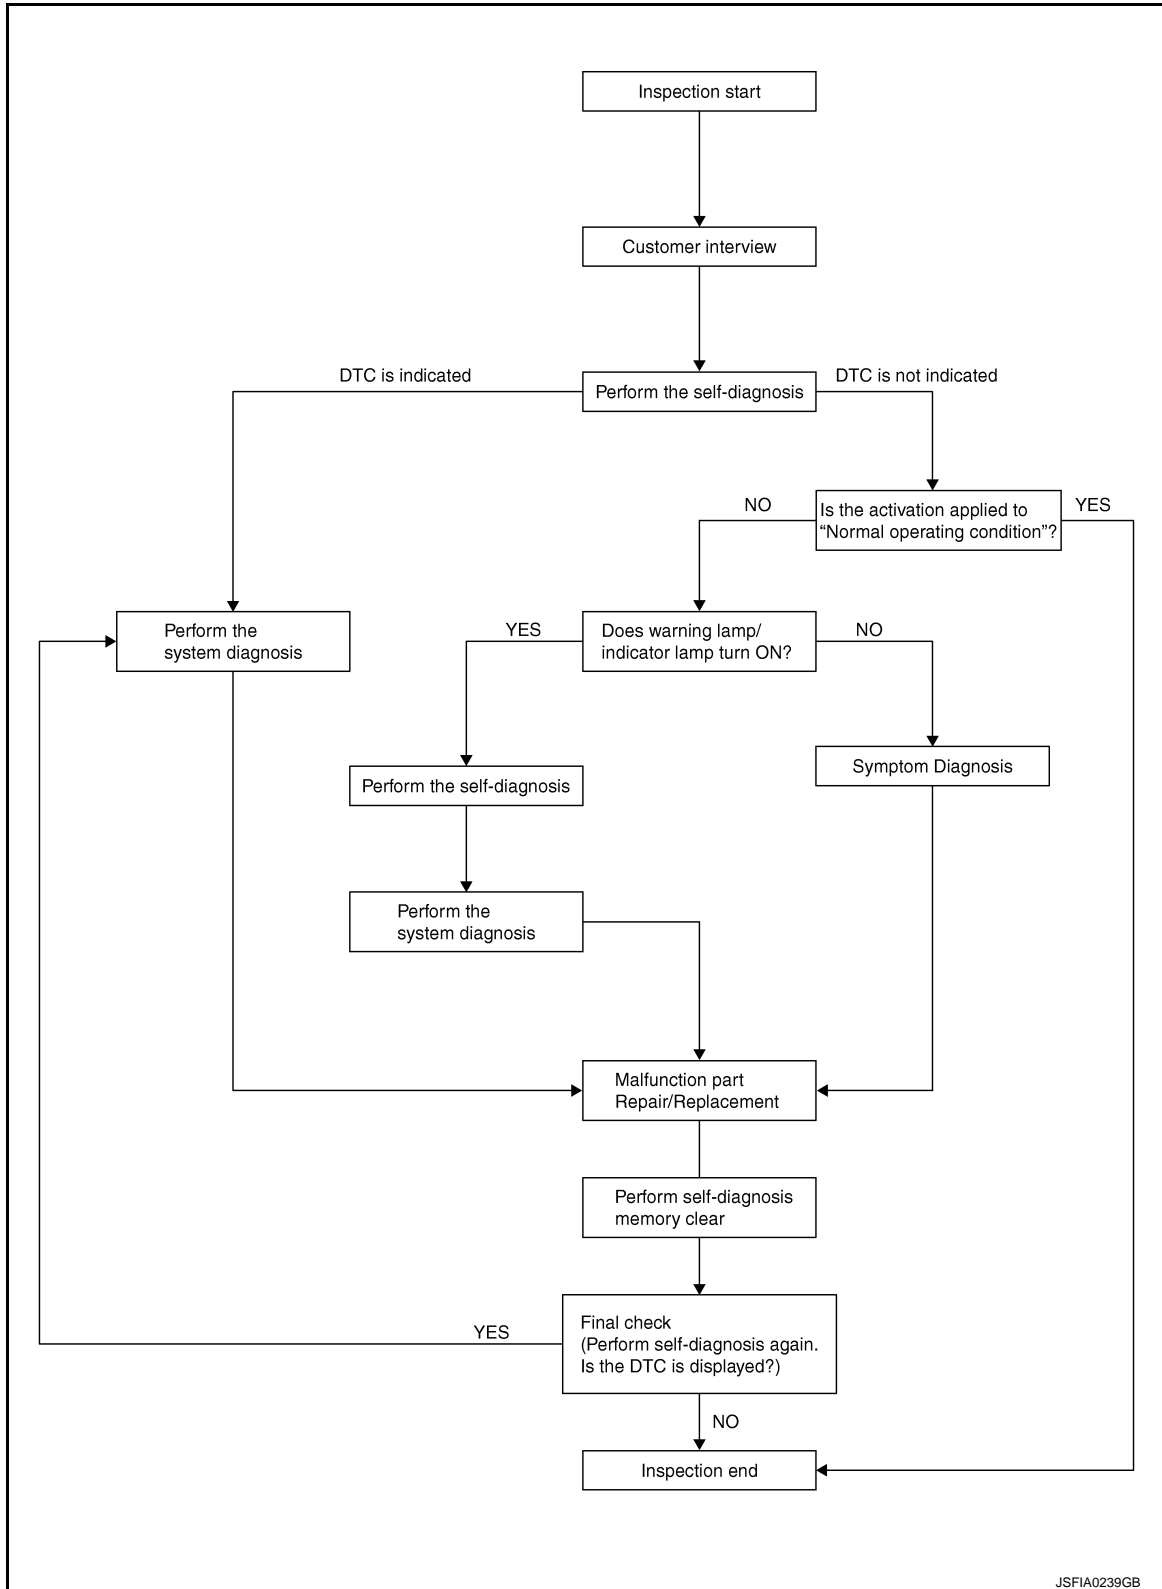 Inspection start
Customer interview
DTC is indicated
DTC is not indicated
Perform the self-diagnosis
NO
Is the activation applied to
“Normal operating condition”?
YES
Perform the
system diagnosis
YES
Does warning lamp/
indicator lamp turn ON?
NO
Perform the self-diagnosis
Symptom Diagnosis
Perform the
system diagnosis
Malfunction part
Repair/Replacement
Perform self-diagnosis
memory clear
YES
Final check
(Perform self-diagnosis again.
Is the DTC is displayed?)
NO
Inspection end
JSFIA0239GB